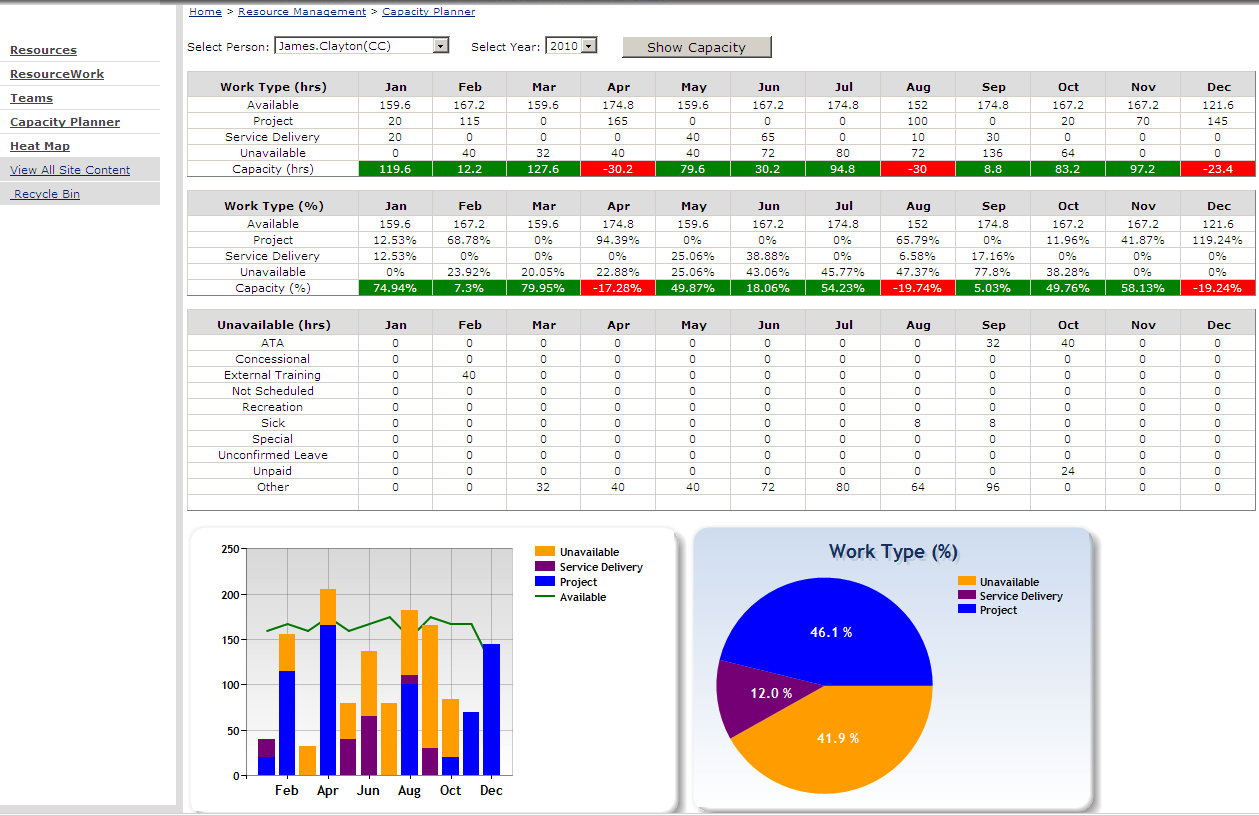 Home > Resource Management > Capacity Planner
Resources
ResourceWork
Teams
Capacity Planner
Heat Map
View All Site Content
Recycle Bin
Select Person: James.Clayton(CC) Select Year: 2010 Show Capacity
Work Type (hrs) Jan Feb Mar Apr May Jun Jul Aug Sep Oct Nov Dec
Available 159.6 167.2 159.6 174.8 159.6 167.2 174.8 152 174.8 167.2 167.2 121.6
Project 20 115 0 165 0 0 0 100 0 20 70 145
Service Delivery 20 0 0 0 40 65 0 10 30 0 0 0
Unavailable 0 40 32 40 40 72 80 72 136 64 0 0
Capacity (hrs) 119.6 12.2 127.6 -30.2 79.6 30.2 94.8 -30 8.8 83.2 97.2 -23.4
Work Type (%) Jan Feb Mar Apr May Jun Jul Aug Sep Oct Nov Dec
Available 159.6 167.2 159.6 174.8 159.6 167.2 174.8 152 174.8 167.2 167.2 121.6
Project 12.53% 68.78% 0% 94.39% 0% 0% 0% 65.79% 0% 11.96% 41.87% 119.24%
Service Delivery 12.53% 0% 0% 0% 25.06% 38.88% 0% 6.58% 17.16% 0% 0% 0%
Unavailable 0% 23.92% 20.05% 22.88% 25.06% 43.06% 45.77% 47.37% 77.8% 38.28% 0% 0%
Capacity (%) 74.94% 7.3% 79.95% -17.28% 49.87% 18.06% 54.23% -19.74% 5.03% 49.76% 58.13% -19.24%
Unavailable (hrs) Jan Feb Mar Apr May Jun Jul Aug Sep Oct Nov Dec
ATA 0 0 0 0 0 0 0 0 32 40 0 0
Concessional 0 0 0 0 0 0 0 0 0 0 0 0
External Training 0 40 0 0 0 0 0 0 0 0 0 0
Not Scheduled 0 0 0 0 0 0 0 0 0 0 0 0
Recreation 0 0 0 0 0 0 0 0 0 0 0 0
Sick 0 0 0 0 0 0 0 8 8 0 0 0
Special 0 0 0 0 0 0 0 0 0 0 0 0
Unconfirmed Leave 0 0 0 0 0 0 0 0 0 0 0 0
Unpaid 0 0 0 0 0 0 0 0 0 24 0 0
Other 0 0 32 40 40 72 80 64 96 0 0 0
250
200
150
100
50
0
Feb Apr Jun Aug Oct Dec
Unavailable
Service Delivery
Project
Available
Work Type (%)
Unavailable
Service Delivery
Project
46.1 %
12.0 %
41.9 %